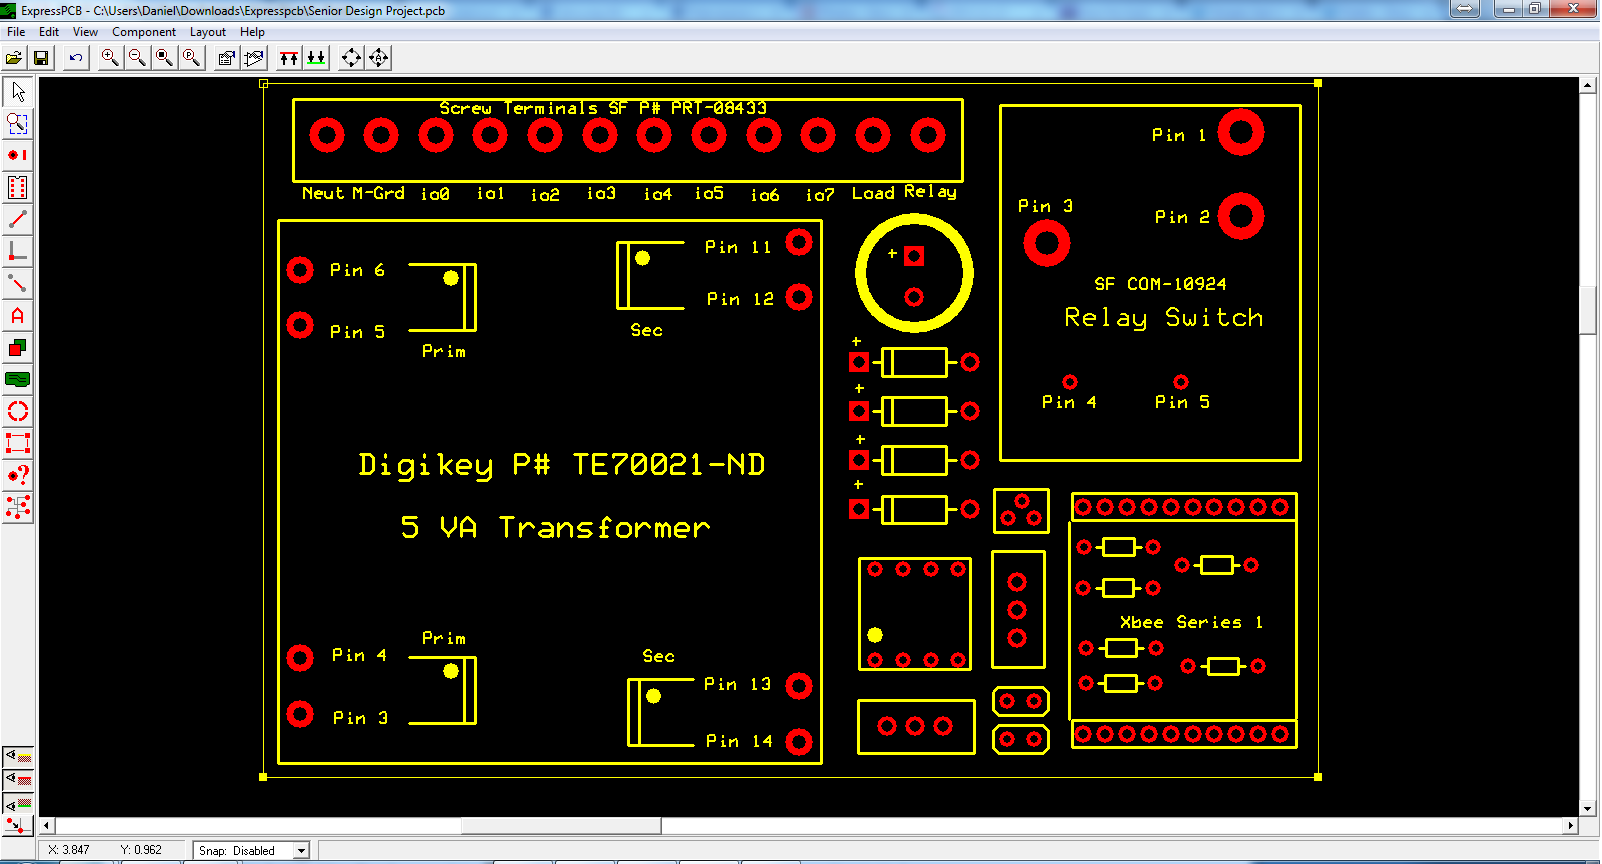 ExpressPCB - C:\Users\Daniel\Downloads\Expresspcb\Senior Design Project.pcb
File Edit View Component Layout Help
Screw Terminals SF P# PRT-08433
Neut M-Grd io0 io1 io2 io3 io4 io5 io6 io7 Load Relay
Pin 1
Pin 2
Pin 3
SF COM-10924
Relay Switch
Pin 4 Pin 5
Pin 6
Pin 5
Prim
Pin 11
Pin 12
Sec
+
+
+
+
+
Digikey P# TE70021-ND
5 VA Transformer
Prim
Pin 4
Pin 3
Sec
Pin 13
Pin 14
Xbee Series 1
X: 3.847 Y: 0.962 Snap: Disabled